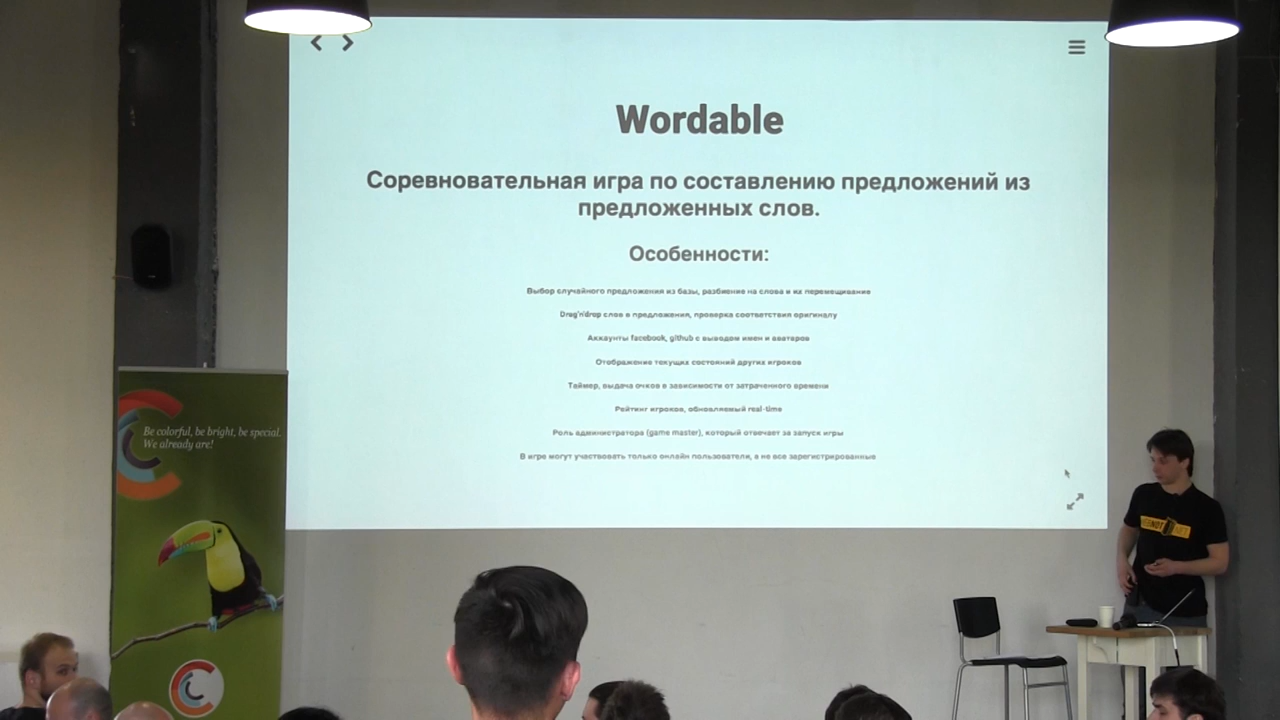 Wordable
Соревновательная игра по составлению предложений из
предложенных слов.
Особенности:
Выбор случайного предложения из базы, разбиение на слова и их перемешивание
Drag'n'drop слов в предложения, проверка соответствия оригиналу
Аккаунты facebook, github с выводом имен и аватаров
Отображение текущих состояний других игроков
Таймер, выдача очков в зависимости от затраченного времени
Рейтинг игроков, обновляемый real-time
Роль администратора (game master), который отвечает за запуск игры
В игре могут участвовать только онлайн пользователи, а не все зарегистрированные
Be colorful, be bright, be special.
We already are!